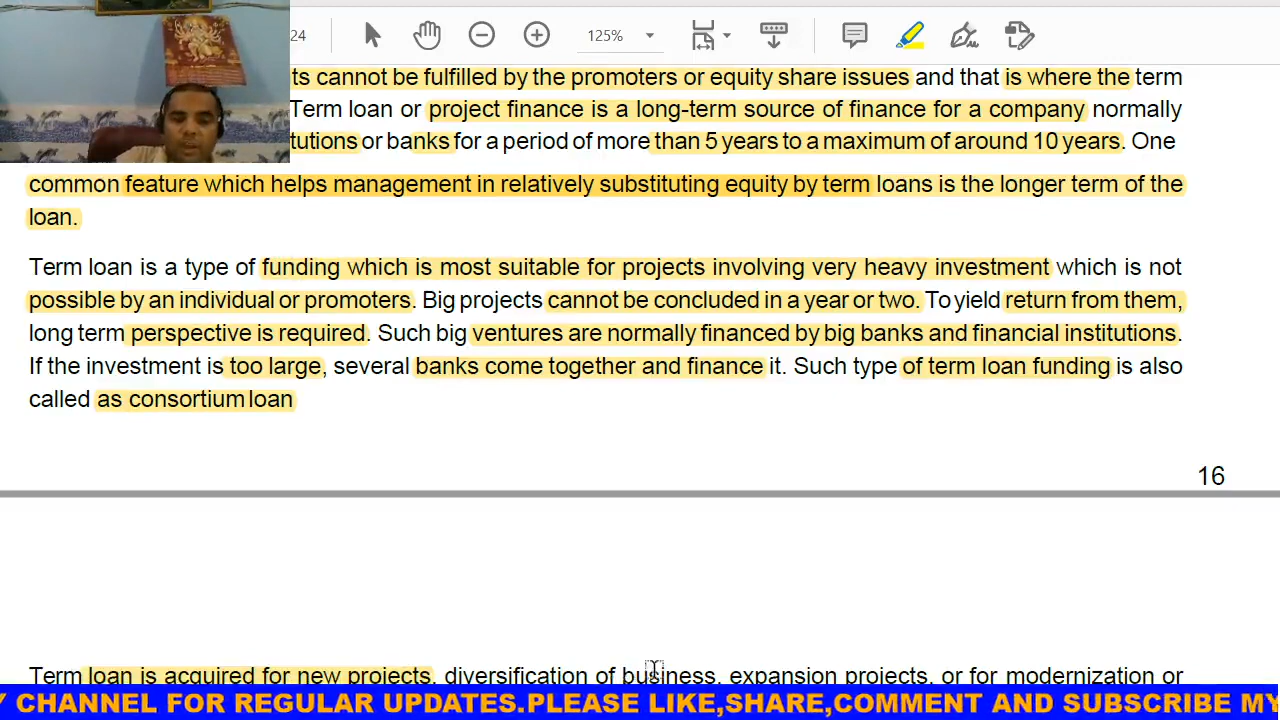 24
125%
ts cannot be fulfilled by the promoters or equity share issues and that is where the term
Term loan or project finance is a long-term source of finance for a company normally
tutions or banks for a period of more than 5 years to a maximum of around 10 years. One
common feature which helps management in relatively substituting equity by term loans is the longer term of the
loan.
Term loan is a type of funding which is most suitable for projects involving very heavy investment which is not
possible by an individual or promoters. Big projects cannot be concluded in a year or two. To yield return from them,
long term perspective is required. Such big ventures are normally financed by big banks and financial institutions.
If the investment is too large, several banks come together and finance it. Such type of term loan funding is also
called as consortium loan
16
Term loan is acquired for new projects, diversification of business, expansion projects, or for modernization or
Y CHANNEL FOR REGULAR UPDATES.PLEASE LIKE,SHARE,COMMENT AND SUBSCRIBE MY